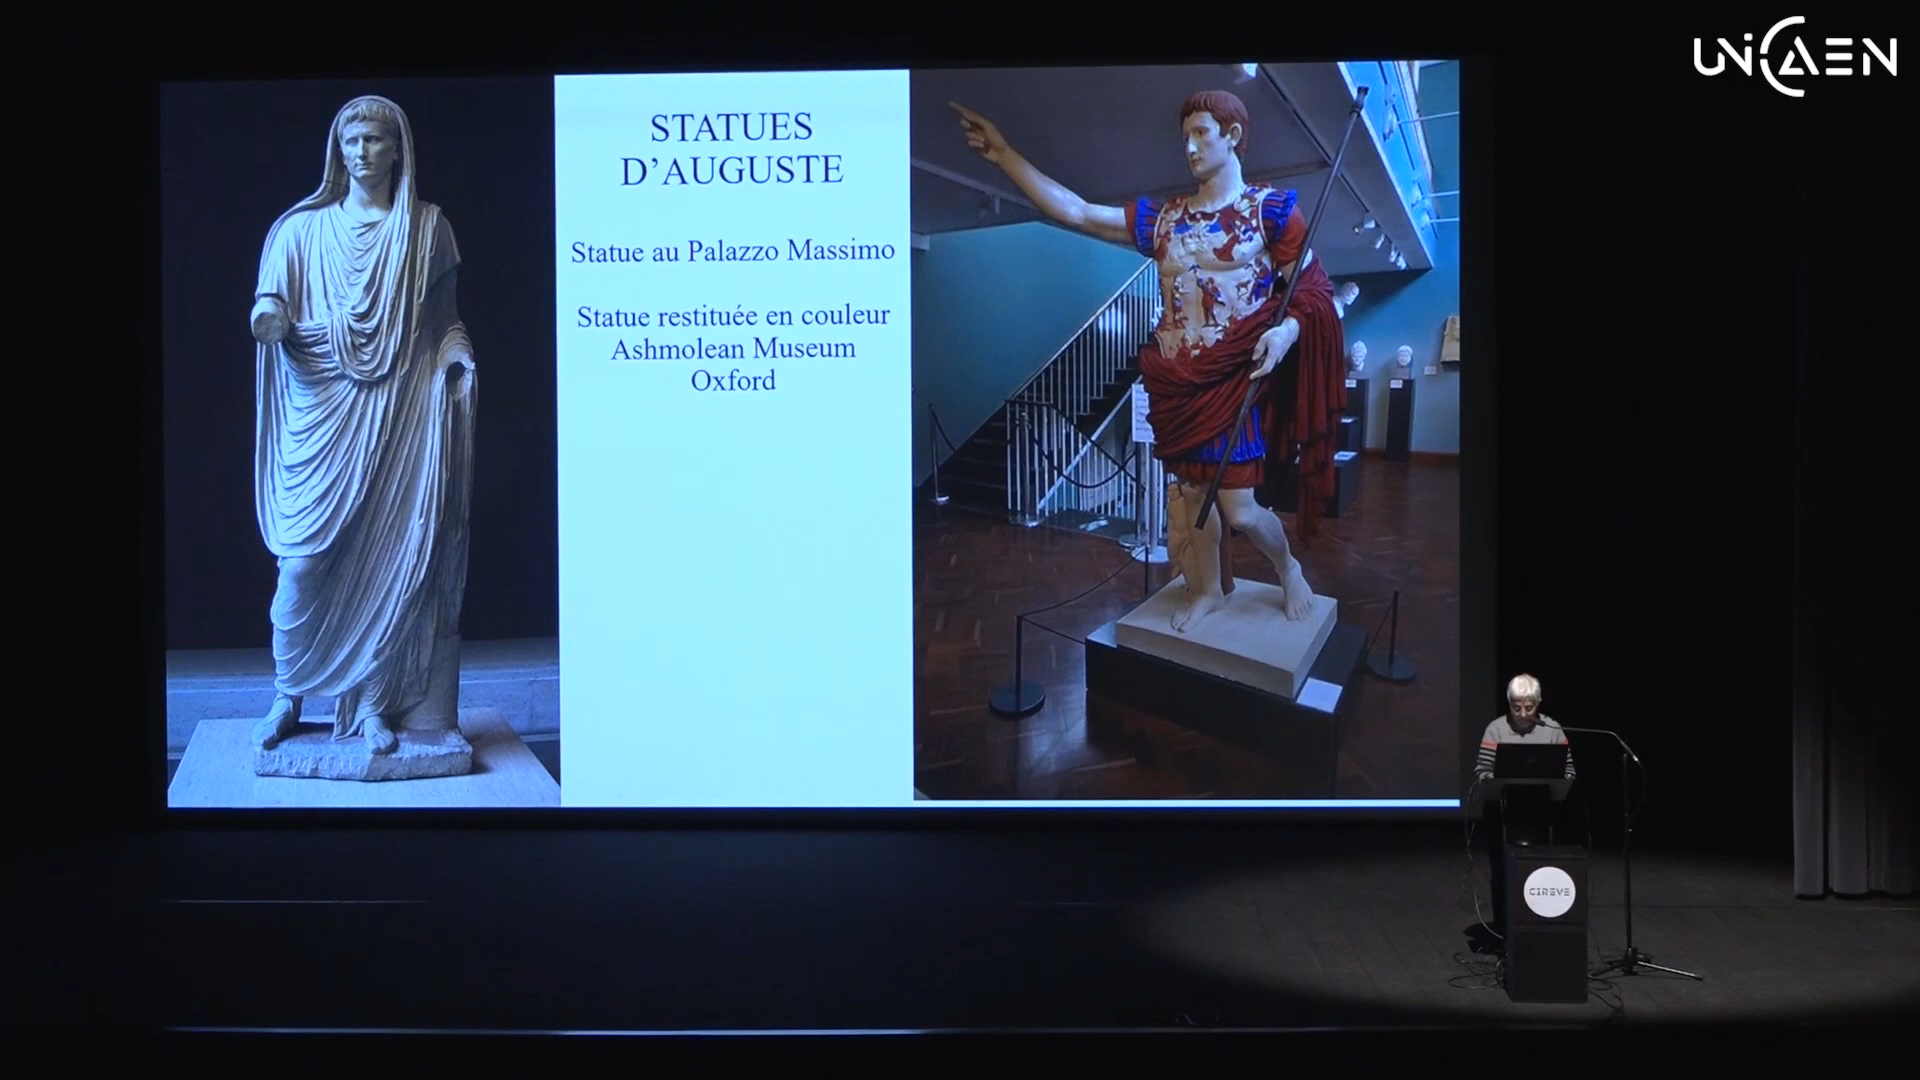 UNICAEN
STATUES
D’AUGUSTE
Statue au Palazzo Massimo
Statue restituée en couleur
Ashmolean Museum
Oxford
CIREVE